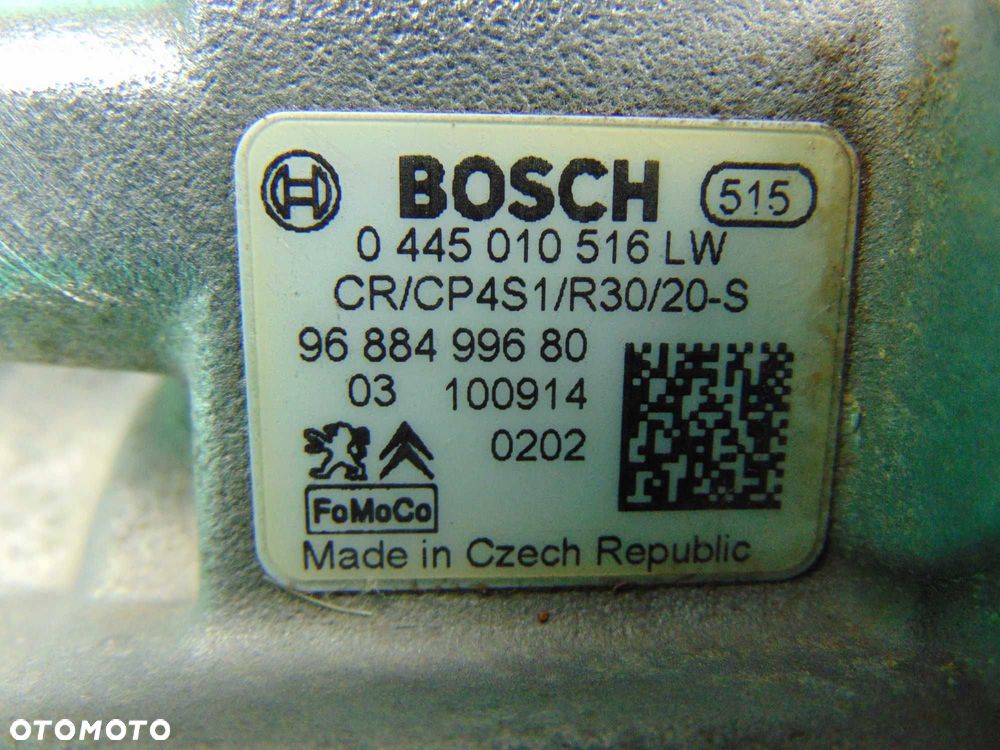 BOSCH 515
0 445 010 516 LW
CR/CP4S1/R30/20-S
96 884 996 80
03 100914
0202
FoMoCo
Made in Czech Republic
OTOMOTO